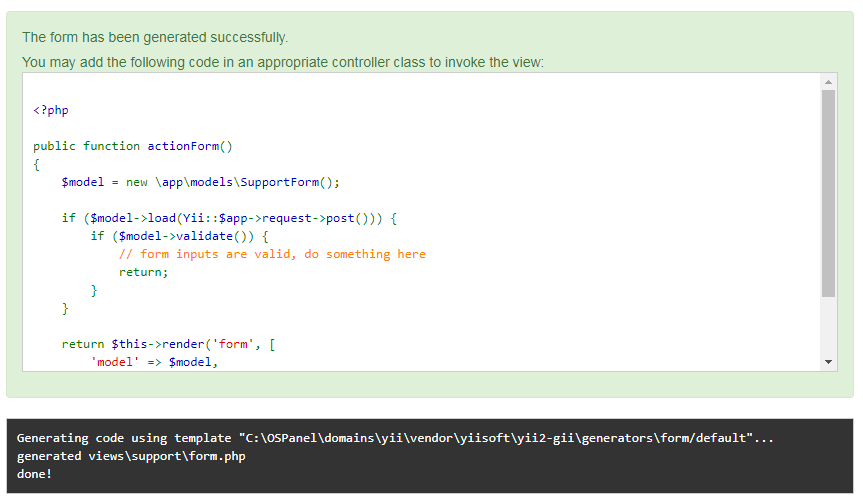 The form has been generated successfully.
You may add the following code in an appropriate controller class to invoke the view:
<?php
public function actionForm()
{
    $model = new \app\models\SupportForm();
    if ($model->load(Yii::$app->request->post())) {
        if ($model->validate()) {
            // form inputs are valid, do something here
            return;
        }
    }
    return $this->render('form', [
        'model' => $model,
Generating code using template "C:\OSPanel\domains\yii\vendor\yiisoft\yii2-gii\generators\form/default"...
generated views\support\form.php
done!